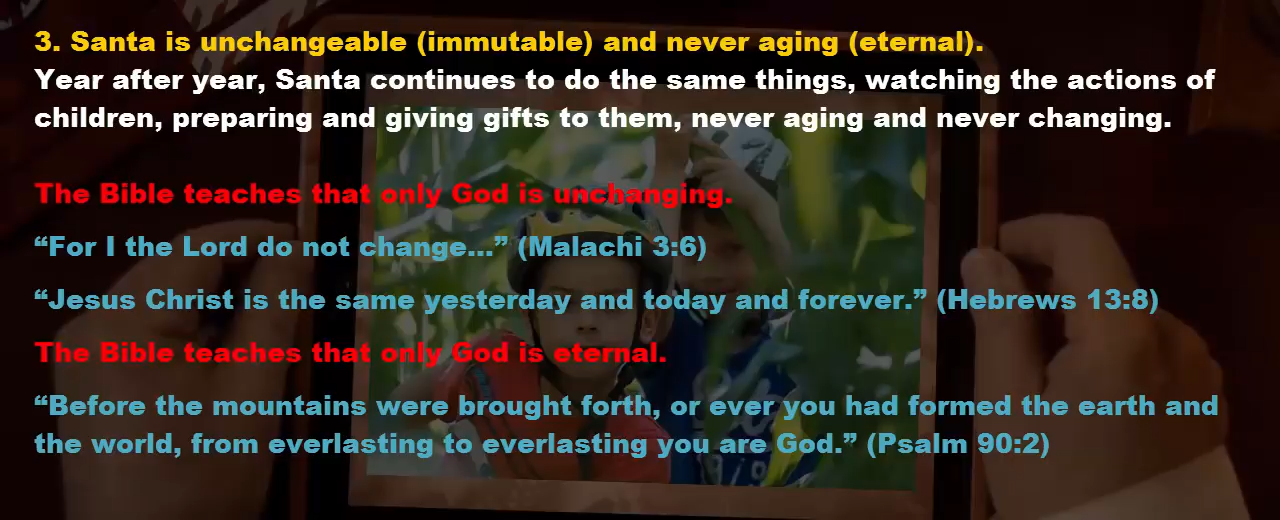 3. Santa is unchangeable (immutable) and never aging (eternal).
Year after year, Santa continues to do the same things, watching the actions of
children, preparing and giving gifts to them, never aging and never changing.
The Bible teaches that only God is unchanging.
“For I the Lord do not change...” (Malachi 3:6)
“Jesus Christ is the same yesterday and today and forever.” (Hebrews 13:8)
The Bible teaches that only God is eternal.
“Before the mountains were brought forth, or ever you had formed the earth and
the world, from everlasting to everlasting you are God.” (Psalm 90:2)